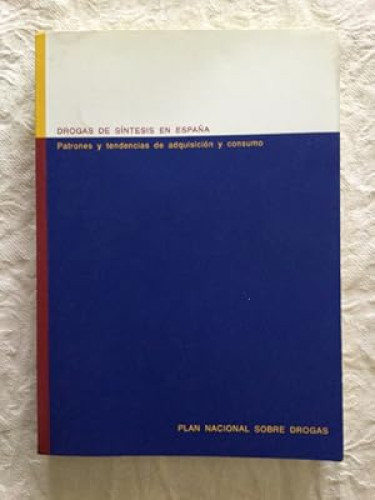 DROGAS DE SÍNTESIS EN ESPAÑA
Patrones y tendencias de adquisición y consumo
PLAN NACIONAL SOBRE DROGAS